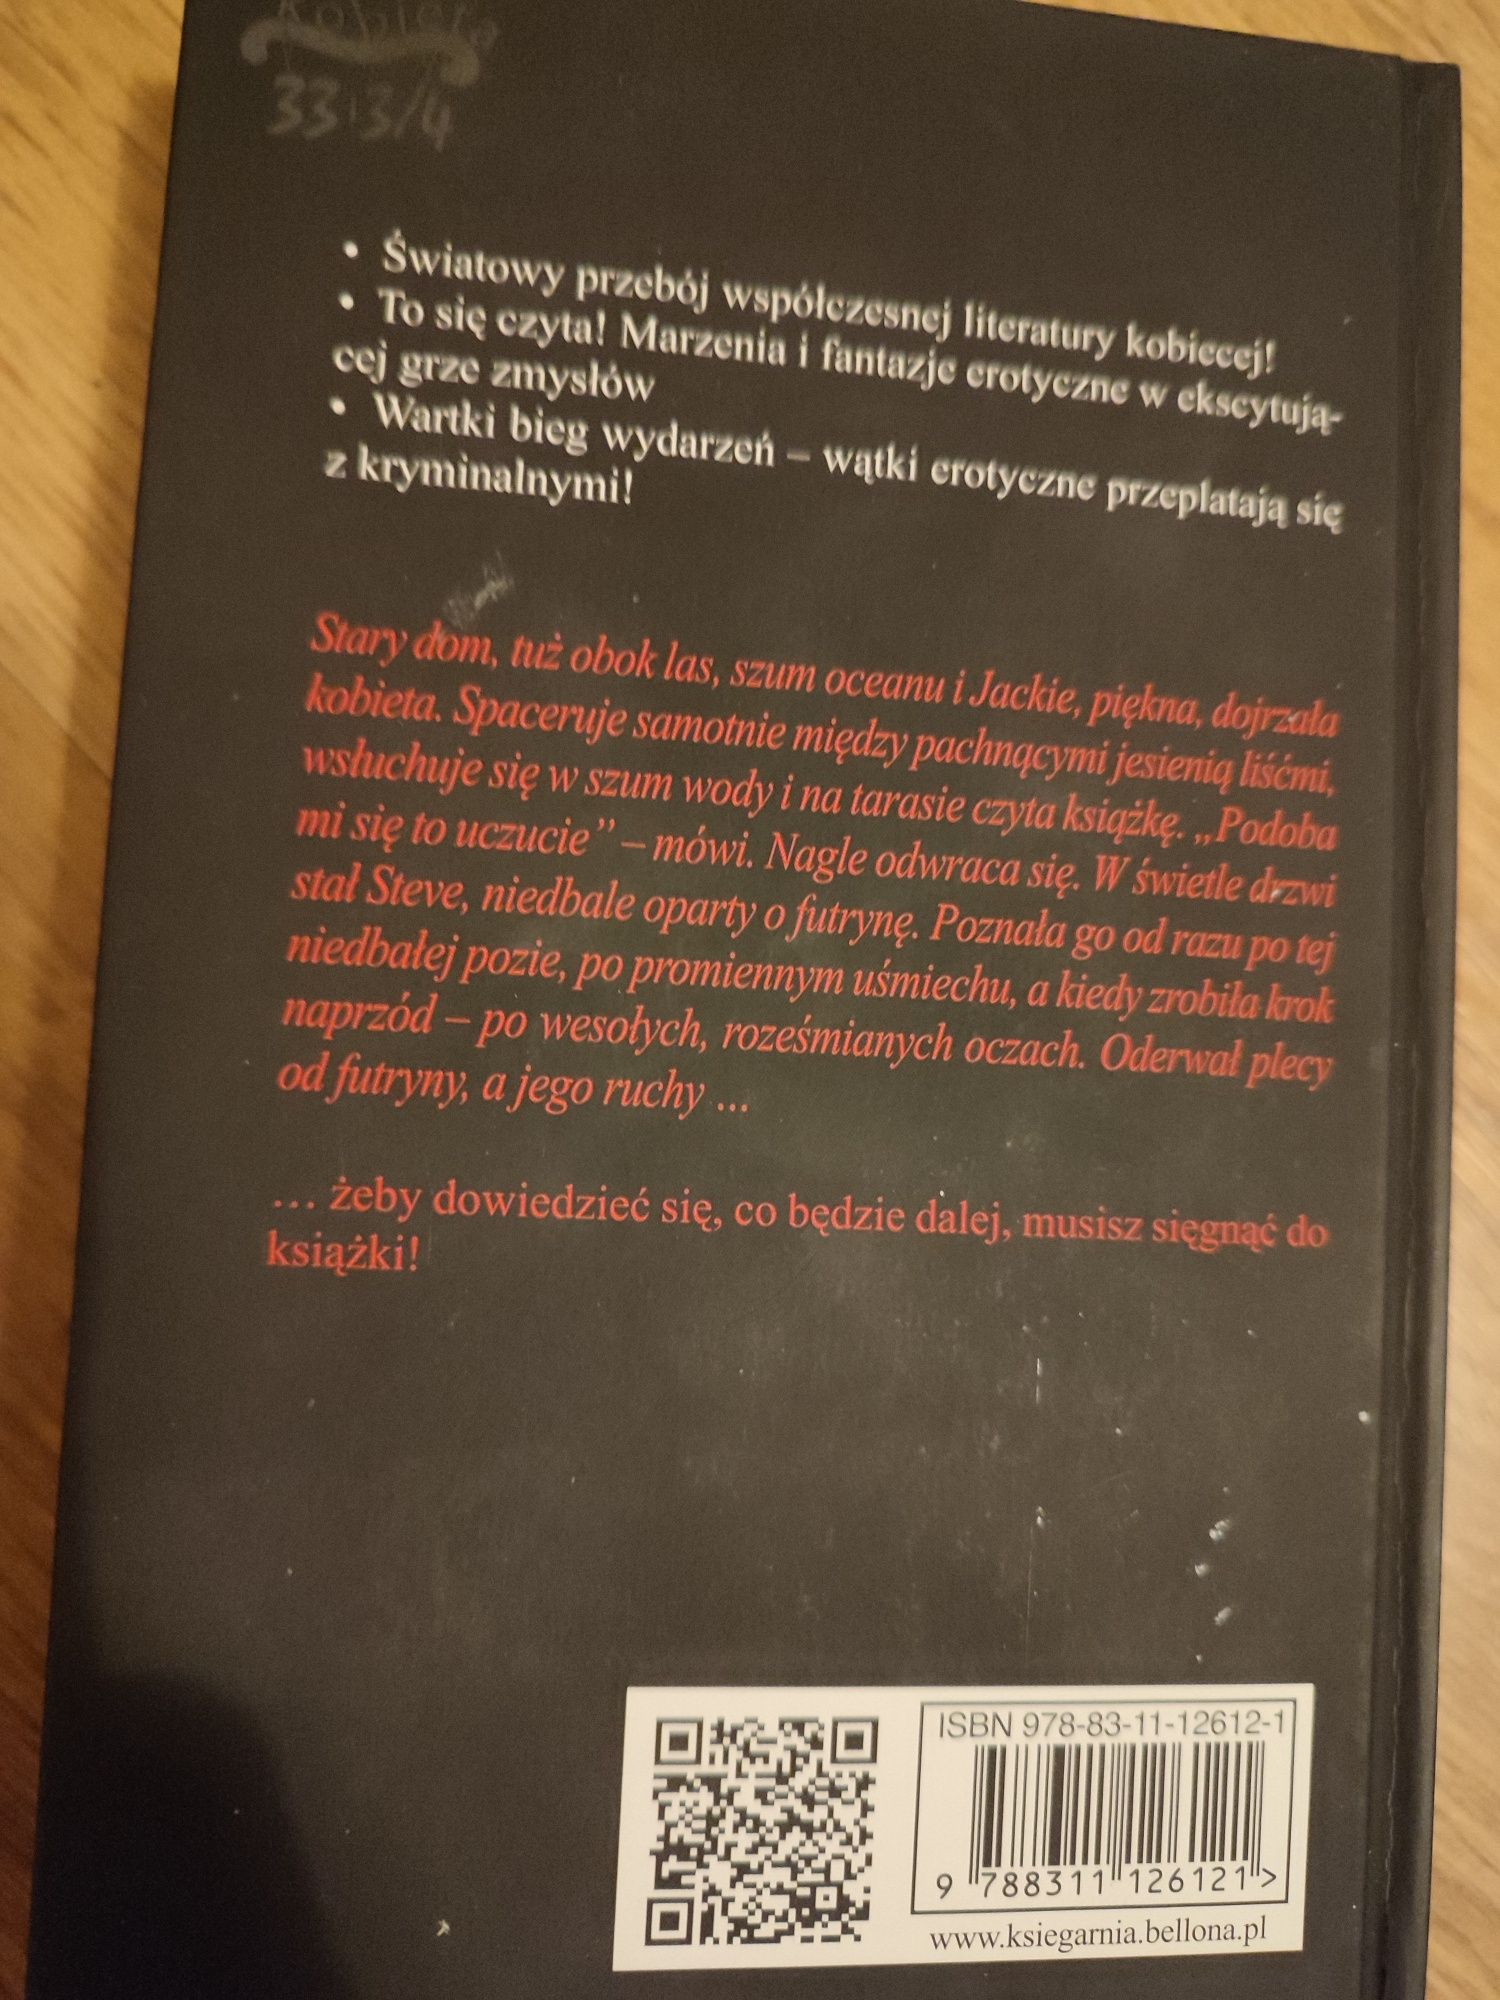 Kobieta
33 3/4
• Światowy przebój współczesnej literatury kobiecej!
• To się czyta! Marzenia i fantazje erotyczne w ekscytują-
cej grze zmysłów
• Wartki bieg wydarzeń – wątki erotyczne przeplatają się
z kryminalnymi!
Stary dom, tuż obok las, szum oceanu i Jackie, piękna, dojrzała
kobieta. Spaceruje samotnie między pachnącymi jesienią liśćmi,
wsłuchuje się w szum wody i na tarasie czyta książkę. „Podoba
mi się to uczucie” – mówi. Nagle odwraca się. W świetle drzwi
stał Steve, niedbale oparty o futrynę. Poznała go od razu po tej
niedbałej pozie, po promiennym uśmiechu, a kiedy zrobiła krok
naprzód – po wesołych, roześmianych oczach. Oderwał plecy
od futryny, a jego ruchy ...
... żeby dowiedzieć się, co będzie dalej, musisz sięgnąć do
książki!
ISBN 978-83-11-12612-1
9 788311 126121 >
www.ksiegarnia.bellona.pl